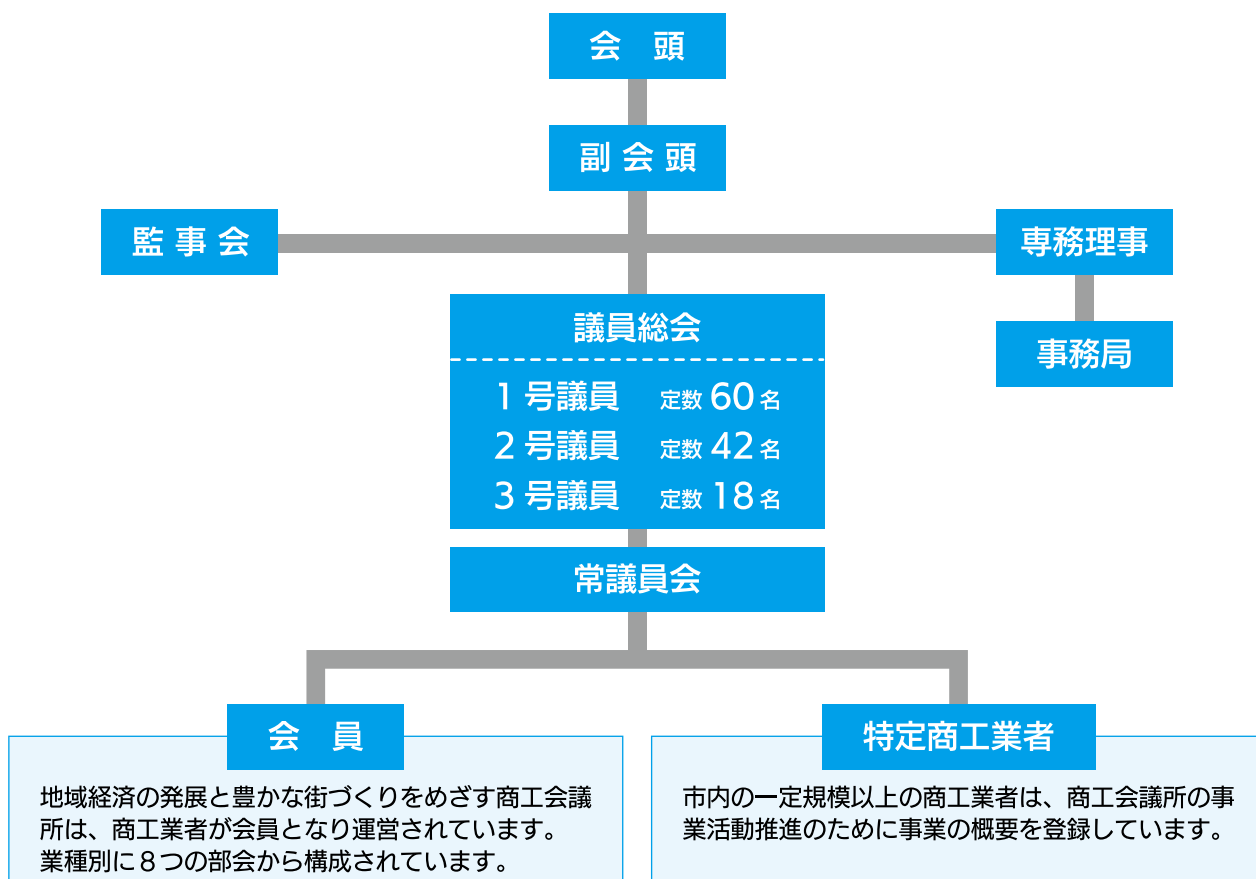 会　頭
副 会 頭
監 事 会
専務理事
事務局
議員総会
1 号議員　定数 60 名
2 号議員　定数 42 名
3 号議員　定数 18 名
常議員会
会　員
地域経済の発展と豊かな街づくりをめざす商工会議
所は、商工業者が会員となり運営されています。
業種別に８つの部会から構成されています。
特定商工業者
市内の一定規模以上の商工業者は、商工会議所の事
業活動推進のために事業の概要を登録しています。